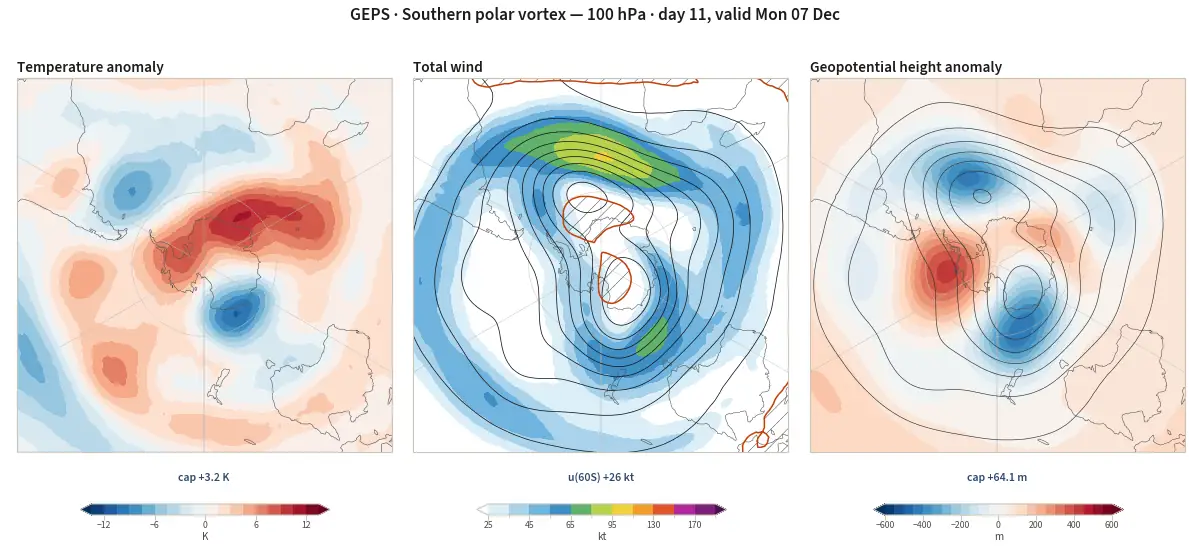 GEPS · Southern polar vortex — 100 hPa · day 11, valid Mon 07 Dec
Temperature anomaly
Total wind
Geopotential height anomaly
cap +3.2 K
u(60S) +26 kt
cap +64.1 m
−12 −6 0 6 12
K
25 45 65 95 130 170
kt
−600 −400 −200 0 200 400 600
m